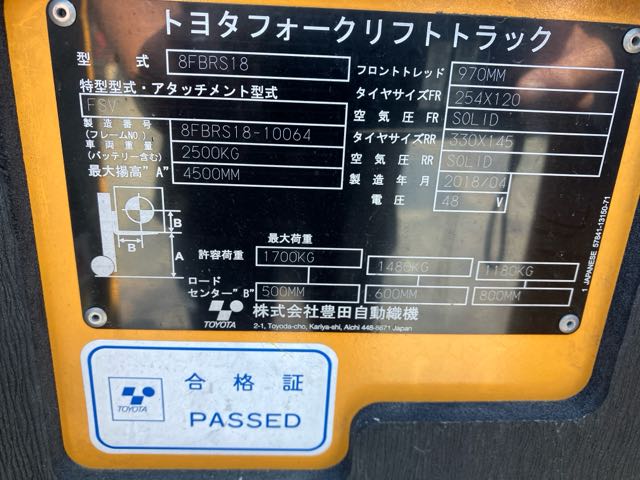 トヨタフォークリフトトラック
型 式 8FBRS18
特型型式・アタッチメント型式
FSV
製造番号
(フレームNO.) 8FBRS18-10064
車両重量
(バッテリー含む) 2500KG
最大揚高"A" 4500MM
フロントトレッド 970MM
タイヤサイズFR 254X120
空気圧 FR SOLID
タイヤサイズRR 330X145
空気圧 RR SOLID
製造年月 2018/04
電圧 48 V
B
B
A
最大荷重
許容荷重 1700KG 1480KG 1180KG
ロード
センター"B" 500MM 600MM 800MM
TOYOTA 株式会社豊田自動織機
2-1, Toyoda-cho, Kariya-shi, Aichi 448-8671 Japan
1 JAPANESE 57841-13150-71
TOYOTA
合格証
PASSED